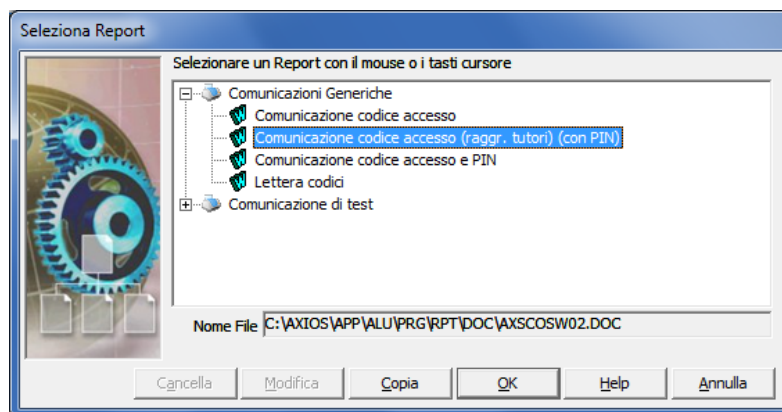 Seleziona Report
Selezionare un Report con il mouse o i tasti cursore
Comunicazioni Generiche
Comunicazione codice accesso
Comunicazione codice accesso (raggr. tutori) (con PIN)
Comunicazione codice accesso e PIN
Lettera codici
Comunicazione di test
Nome File C:\AXIOS\APP\ALU\PRG\RPT\DOC\AXSCOSW02.DOC
Cancella Modifica Copia OK Help Annulla